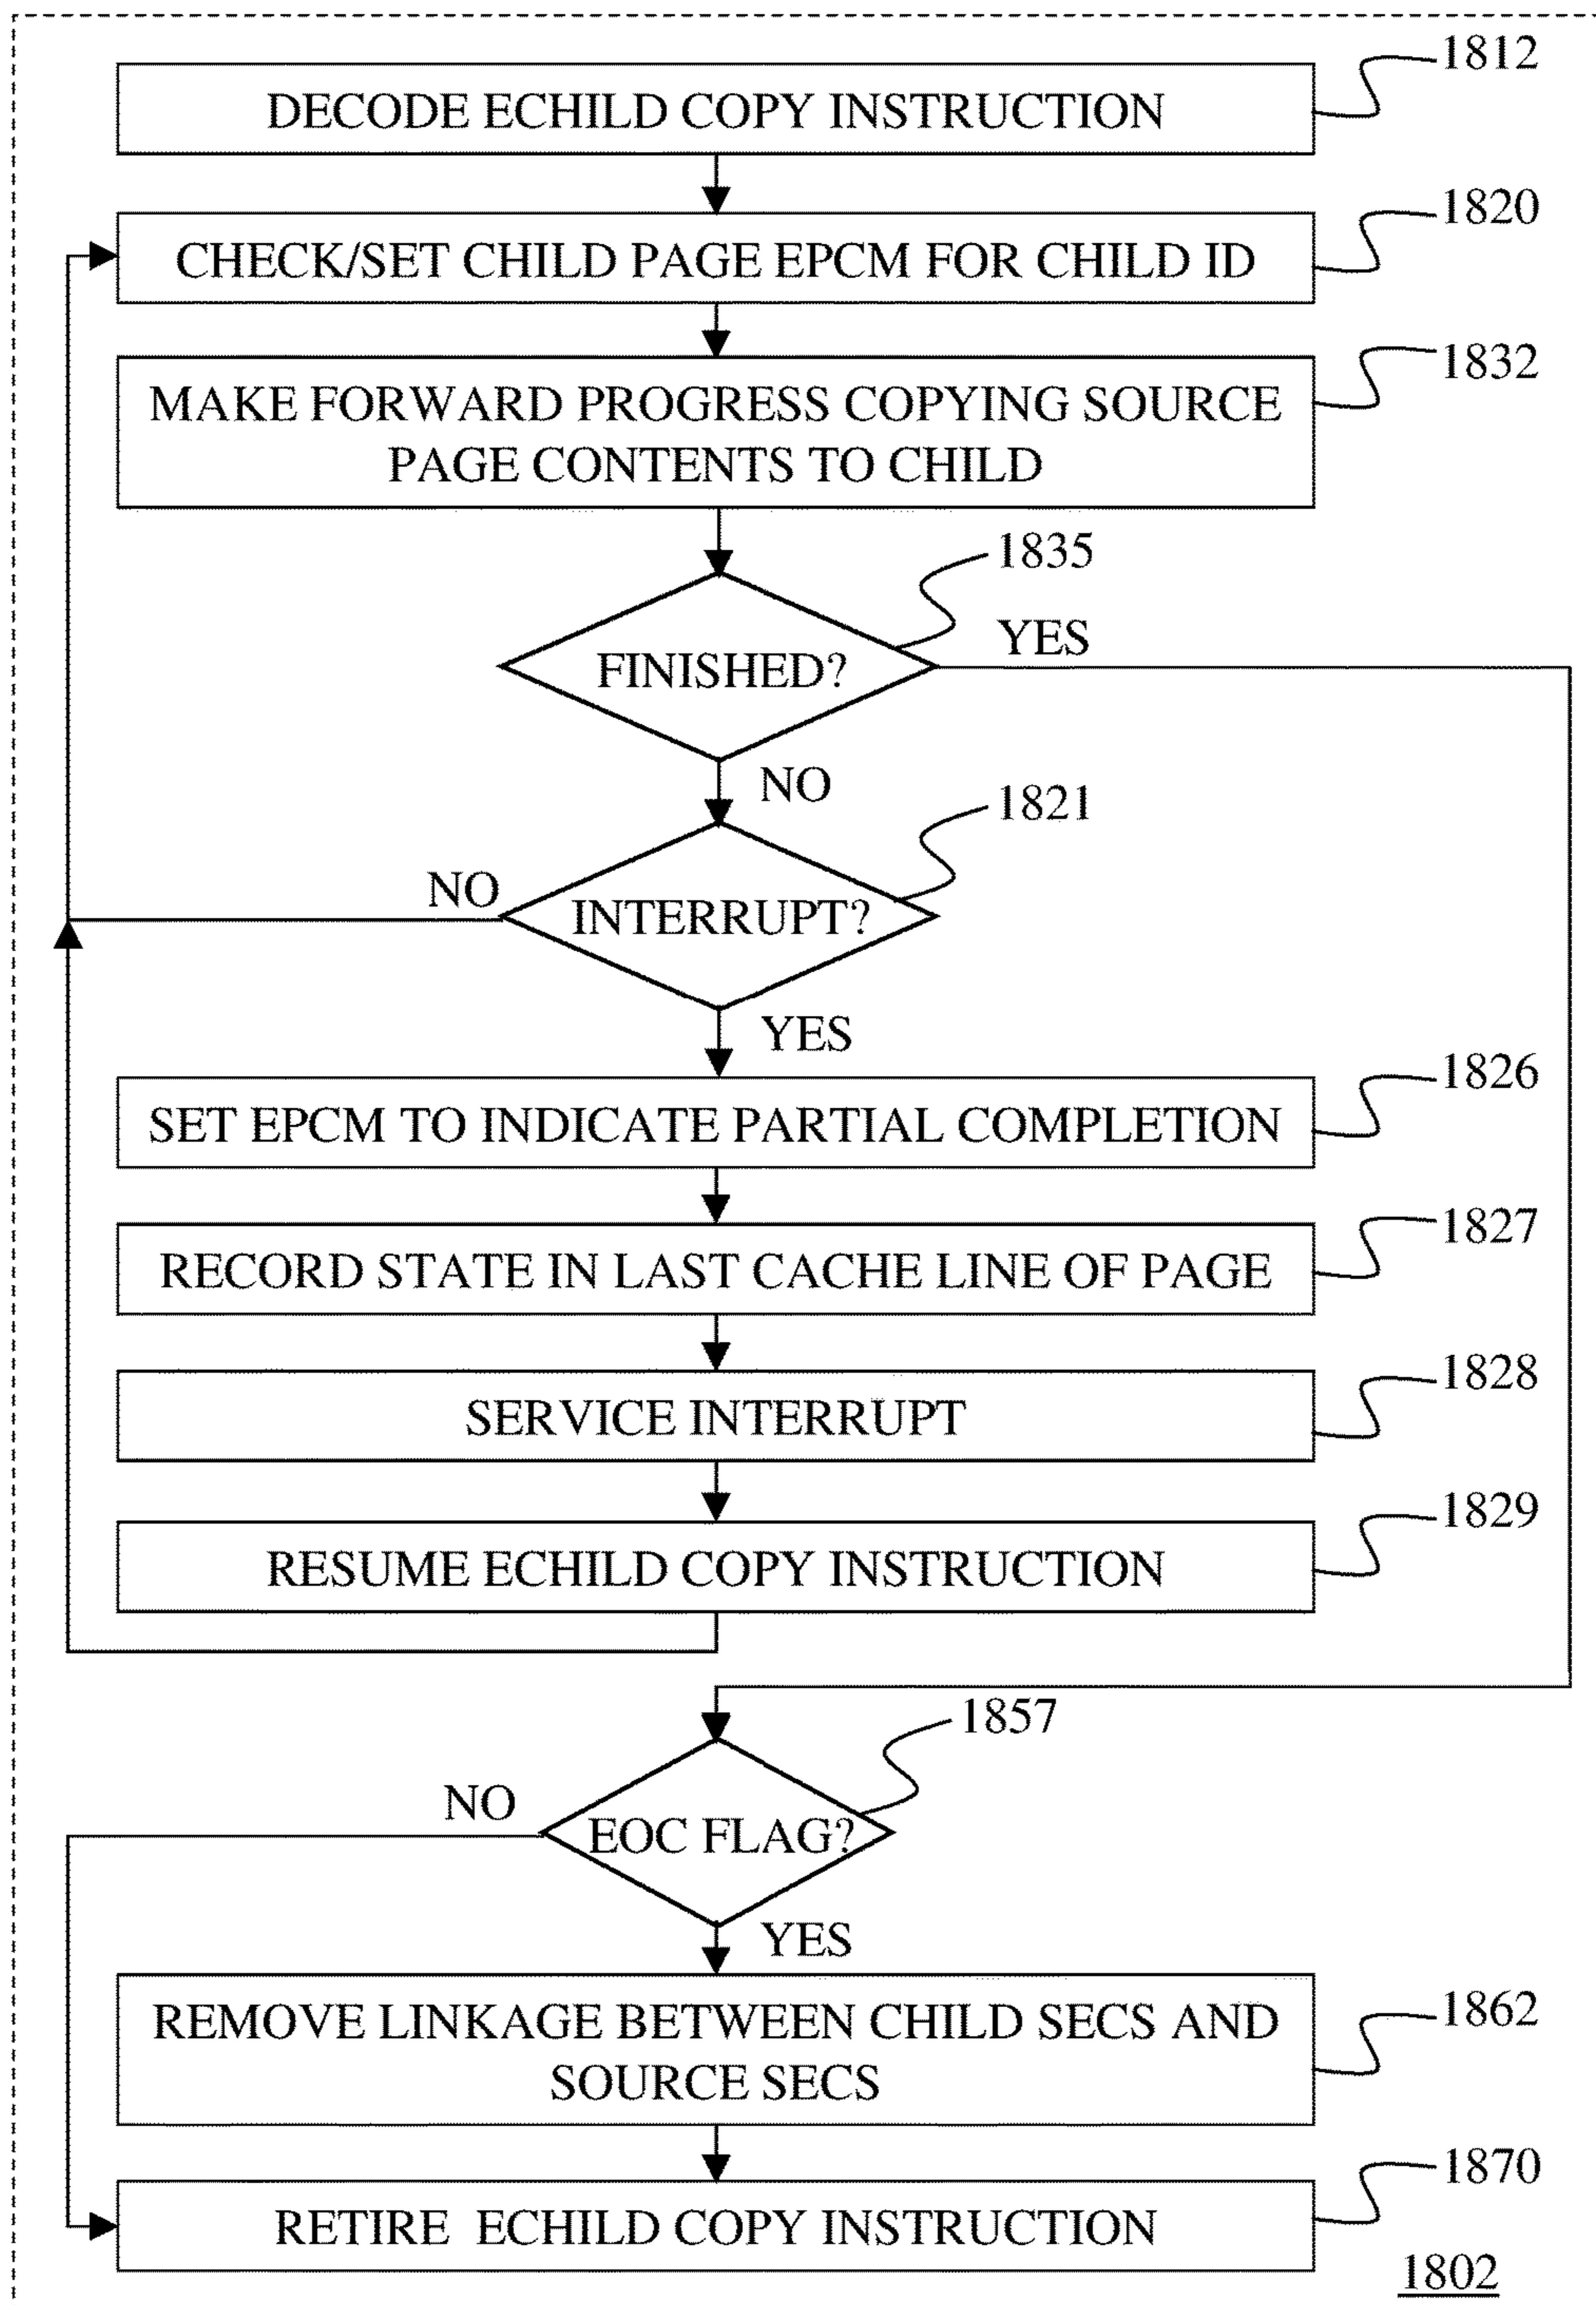 1812
DECODE ECHILD COPY INSTRUCTION
1820
CHECK/SET CHILD PAGE EPCM FOR CHILD ID
1832
MAKE FORWARD PROGRESS COPYING SOURCE
PAGE CONTENTS TO CHILD
1835
YES
FINISHED?
NO
1821
NO
INTERRUPT?
YES
1826
SET EPCM TO INDICATE PARTIAL COMPLETION
1827
RECORD STATE IN LAST CACHE LINE OF PAGE
1828
SERVICE INTERRUPT
1829
RESUME ECHILD COPY INSTRUCTION
1857
NO
EOC FLAG?
YES
1862
REMOVE LINKAGE BETWEEN CHILD SECS AND
SOURCE SECS
1870
RETIRE ECHILD COPY INSTRUCTION
1802